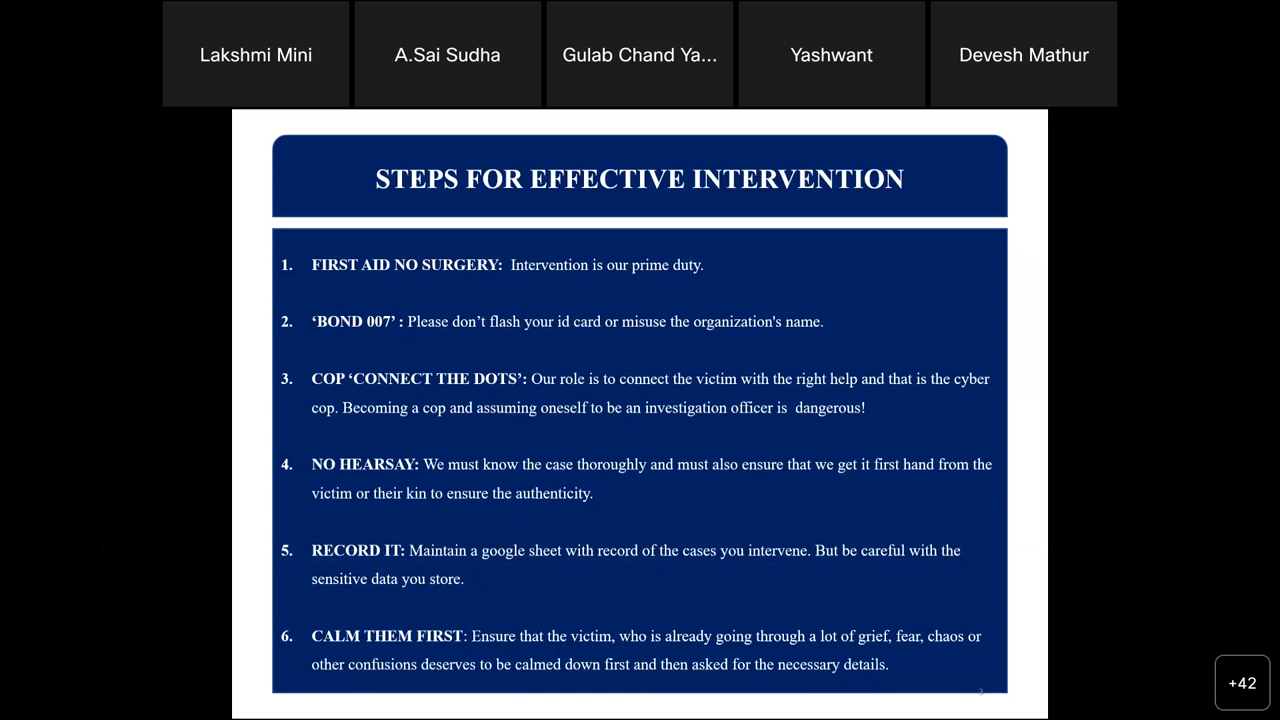 Lakshmi Mini
A.Sai Sudha
Gulab Chand Ya...
Yashwant
Devesh Mathur
STEPS FOR EFFECTIVE INTERVENTION
1. FIRST AID NO SURGERY: Intervention is our prime duty.
2. ‘BOND 007’ : Please don’t flash your id card or misuse the organization's name.
3. COP ‘CONNECT THE DOTS’: Our role is to connect the victim with the right help and that is the cyber
cop. Becoming a cop and assuming oneself to be an investigation officer is dangerous!
4. NO HEARSAY: We must know the case thoroughly and must also ensure that we get it first hand from the
victim or their kin to ensure the authenticity.
5. RECORD IT: Maintain a google sheet with record of the cases you intervene. But be careful with the
sensitive data you store.
6. CALM THEM FIRST: Ensure that the victim, who is already going through a lot of grief, fear, chaos or
other confusions deserves to be calmed down first and then asked for the necessary details.
3
+42